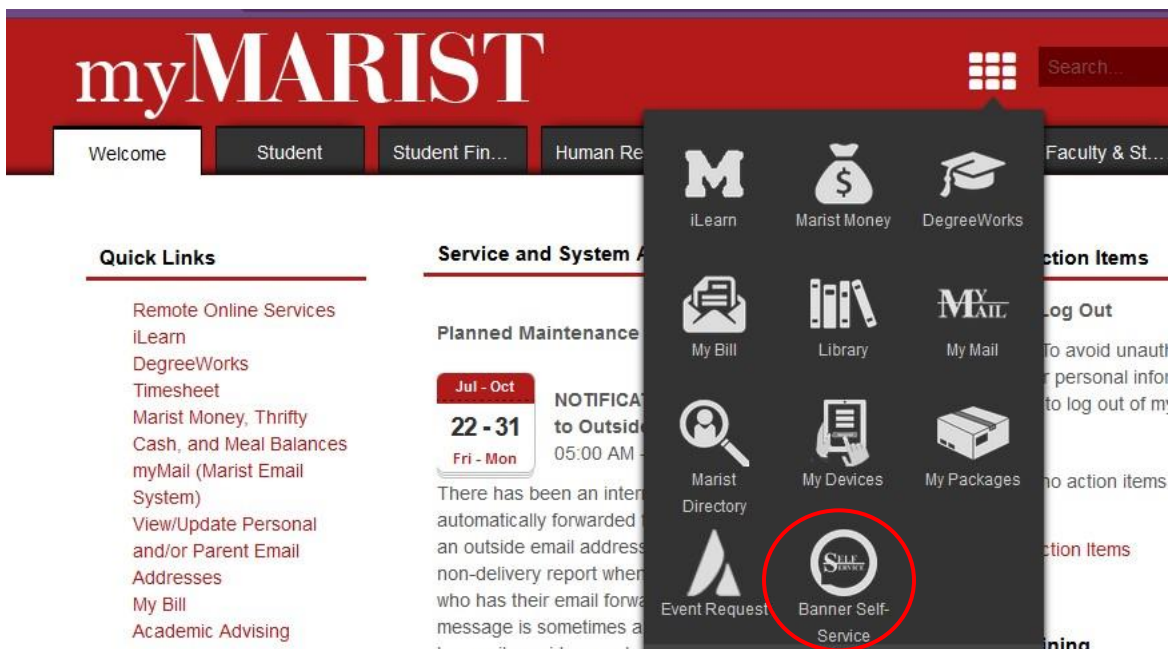 myMARIST
Search...
Welcome
Student
Student Fin...
Human Re
Faculty & St...
Quick Links
Remote Online Services
iLearn
DegreeWorks
Timesheet
Marist Money, Thrifty
Cash, and Meal Balances
myMail (Marist Email
System)
View/Update Personal
and/or Parent Email
Addresses
My Bill
Academic Advising
Service and System A
Planned Maintenance
Jul - Oct
22 - 31
Fri - Mon
NOTIFICA
to Outside
05:00 AM -
There has been an inter
automatically forwarded
an outside email address
non-delivery report when
who has their email forwa
message is sometimes a
M
iLearn
$
Marist Money
DegreeWorks
My Bill
Library
MY
MAIL
My Mail
Marist
Directory
My Devices
My Packages
Event Request
SELF
SERVICE
Banner Self-
Service
ction Items
Log Out
To avoid unauth
r personal infor
to log out of my
no action items
ction Items
ining